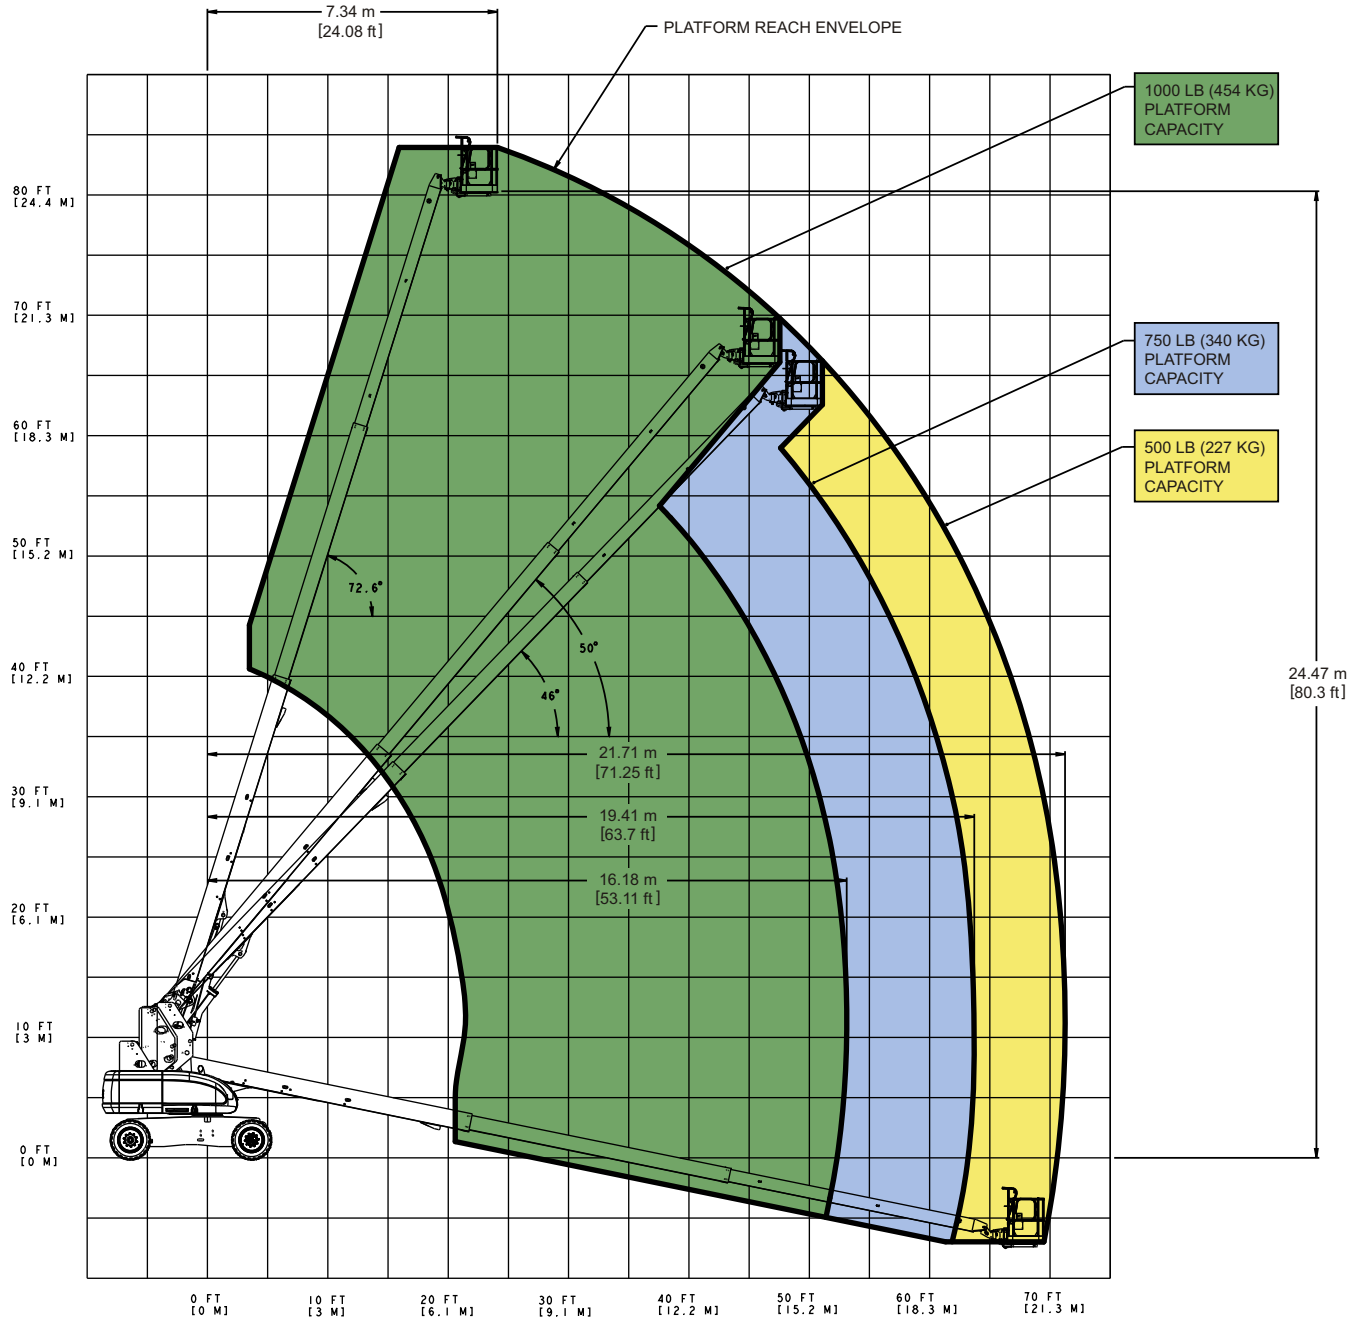 7.34 m
[24.08 ft]
PLATFORM REACH ENVELOPE
1000 LB (454 KG)
PLATFORM
CAPACITY
80 FT
[24.4 M]
70 FT
[21.3 M]
750 LB (340 KG)
PLATFORM
CAPACITY
60 FT
[18.3 M]
500 LB (227 KG)
PLATFORM
CAPACITY
50 FT
[15.2 M]
72.6°
50°
46°
40 FT
[12.2 M]
24.47 m
[80.3 ft]
21.71 m
[71.25 ft]
30 FT
[9.1 M]
19.41 m
[63.7 ft]
16.18 m
[53.11 ft]
20 FT
[6.1 M]
10 FT
[3 M]
0 FT
[0 M]
0 FT
[0 M]
10 FT
[3 M]
20 FT
[6.1 M]
30 FT
[9.1 M]
40 FT
[12.2 M]
50 FT
[15.2 M]
60 FT
[18.3 M]
70 FT
[21.3 M]